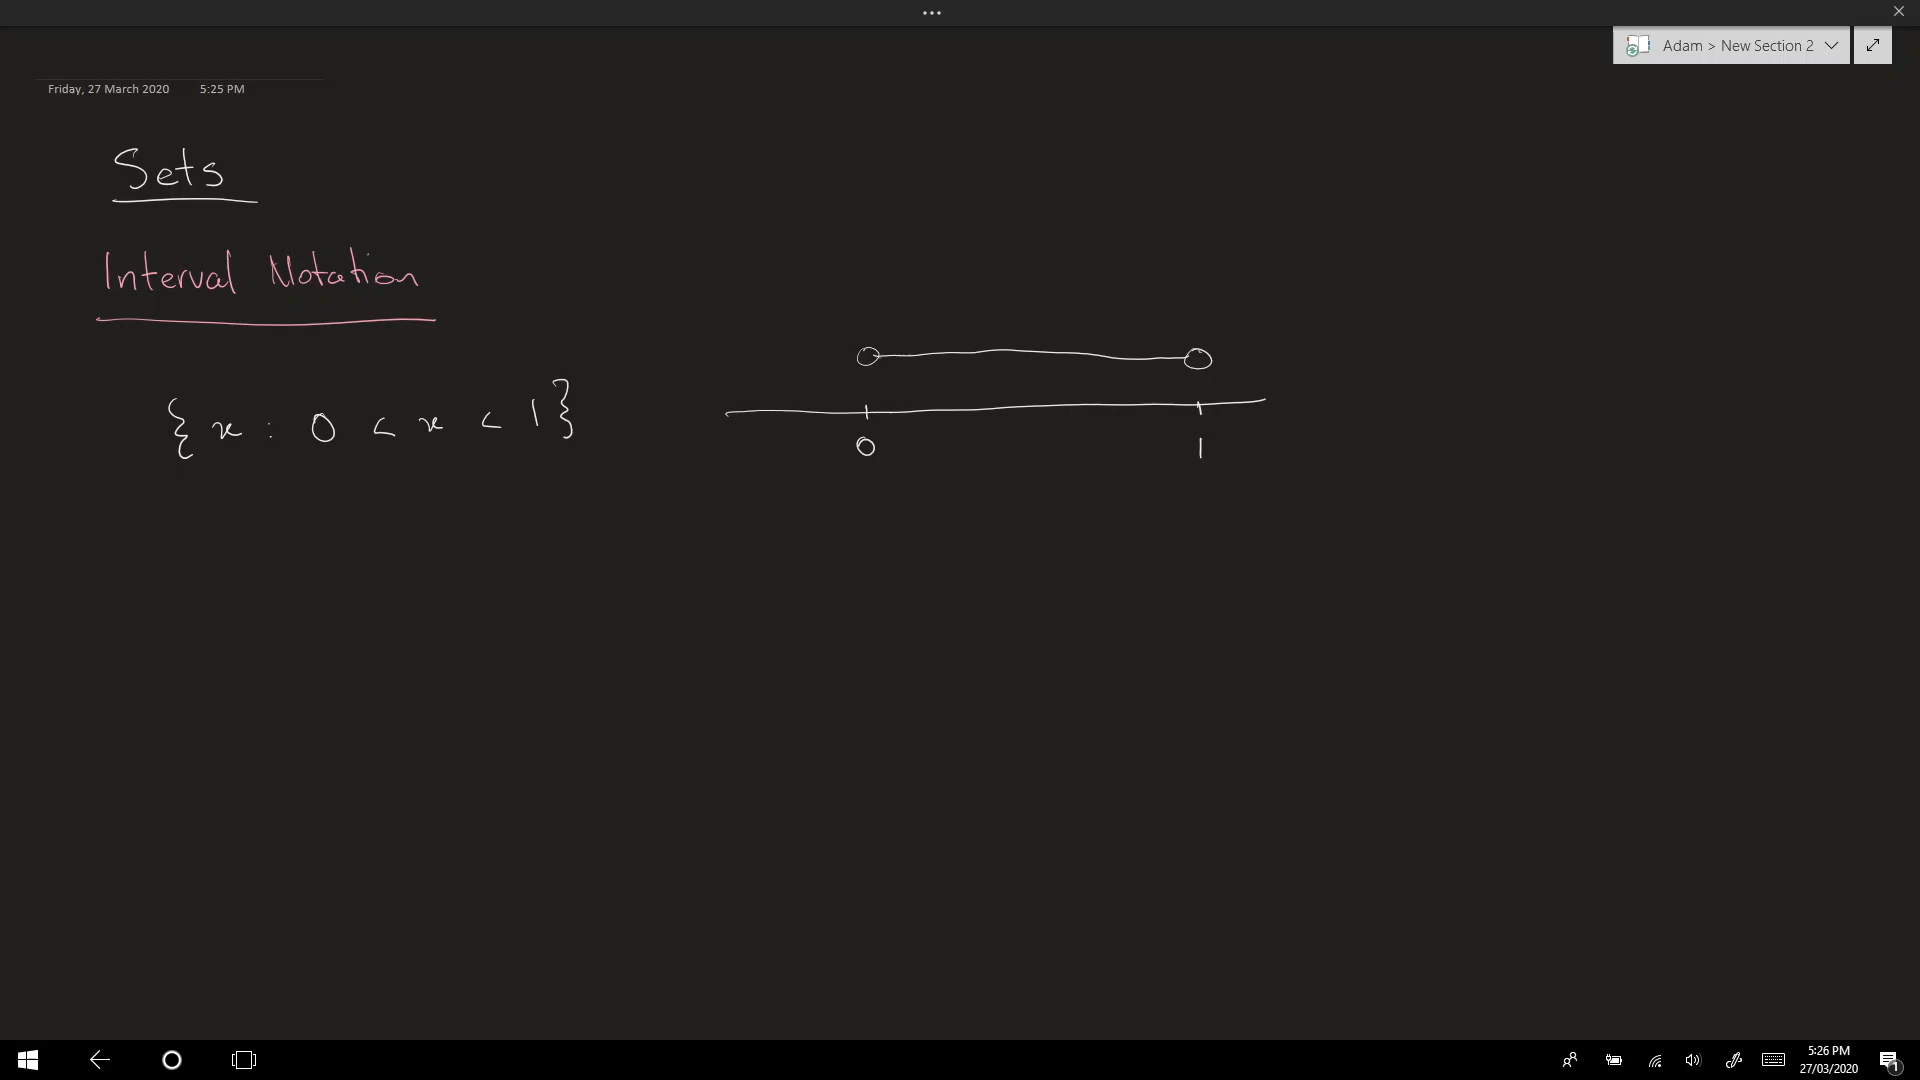 Adam > New Section 2
Friday, 27 March 2020 5:25 PM
Sets
Interval Notation
{x : 0 < x < 1}
0 1
5:26 PM
27/03/2020
1